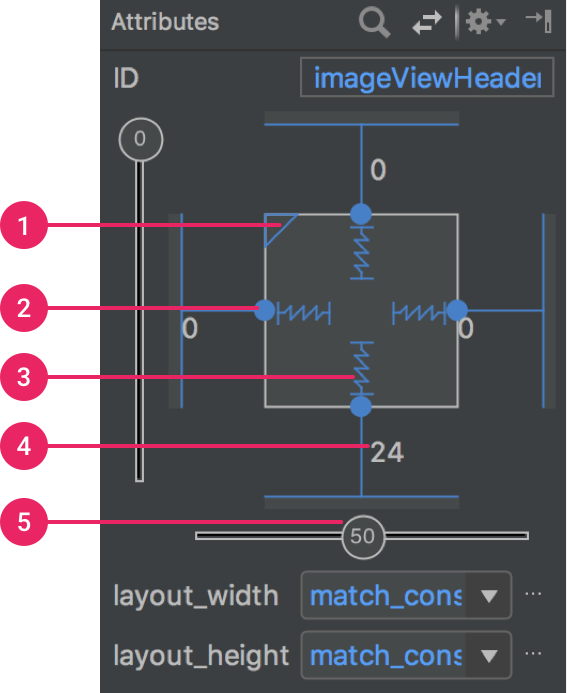 Attributes
ID
imageViewHeader
0
0
1
2
0
0
3
4
24
5
50
layout_width
match_cons
...
layout_height
match_cons
...